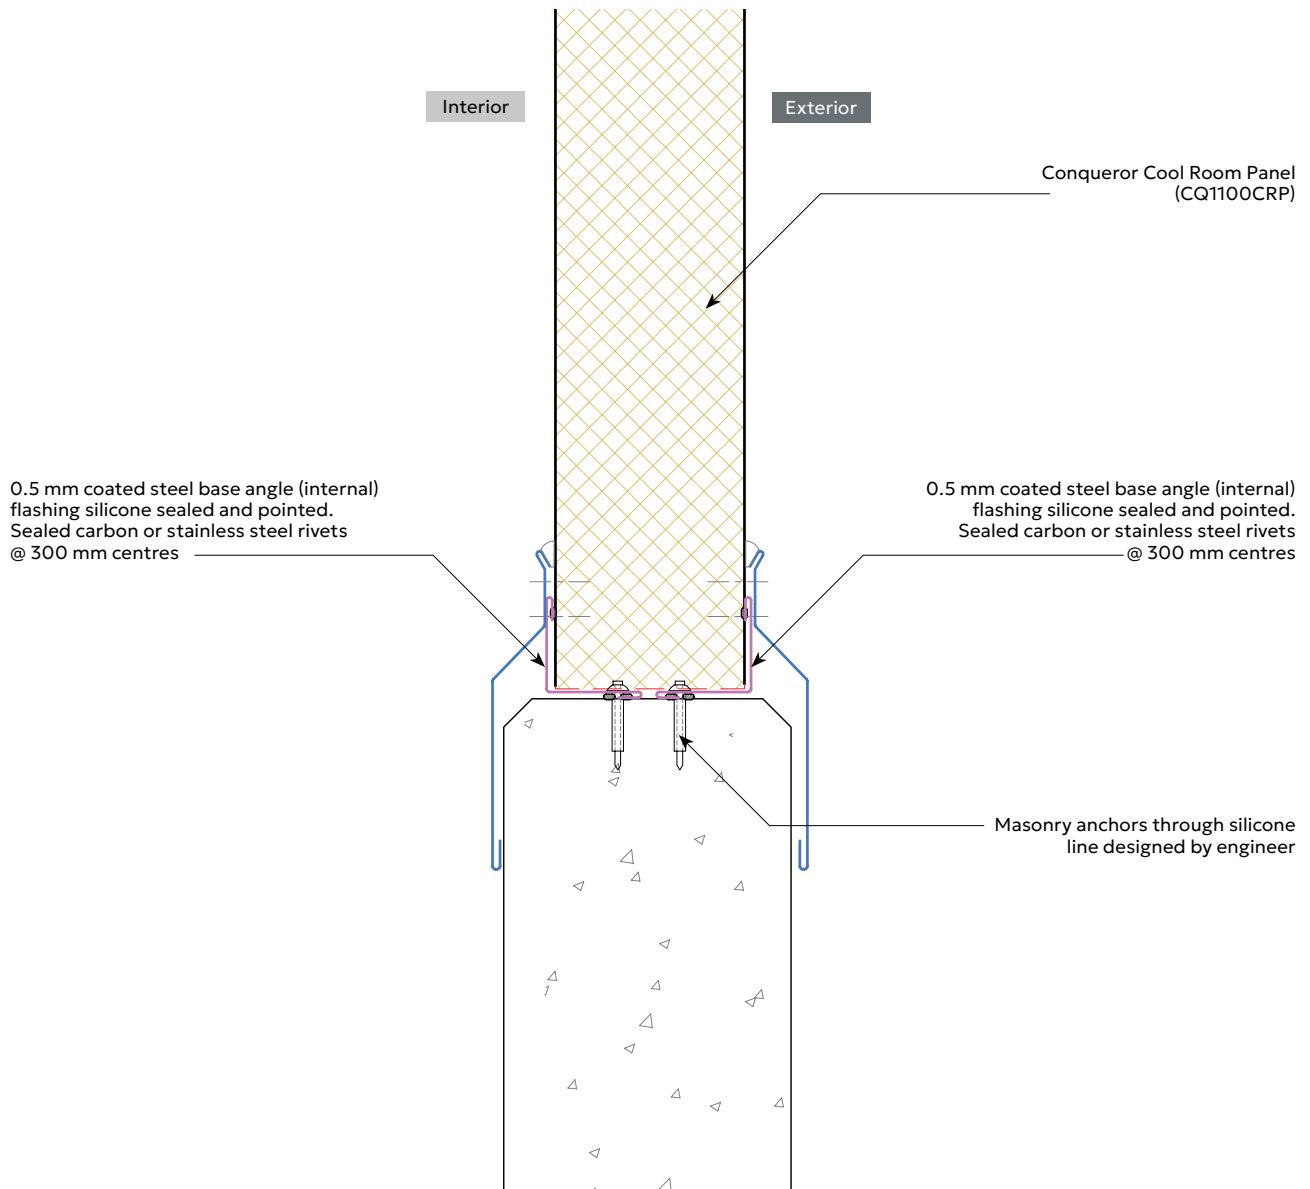 Interior
Exterior
Conqueror Cool Room Panel
(CQ1100CRP)
0.5 mm coated steel base angle (internal)
flashing silicone sealed and pointed.
Sealed carbon or stainless steel rivets
@ 300 mm centres
0.5 mm coated steel base angle (internal)
flashing silicone sealed and pointed.
Sealed carbon or stainless steel rivets
@ 300 mm centres
Masonry anchors through silicone
line designed by engineer